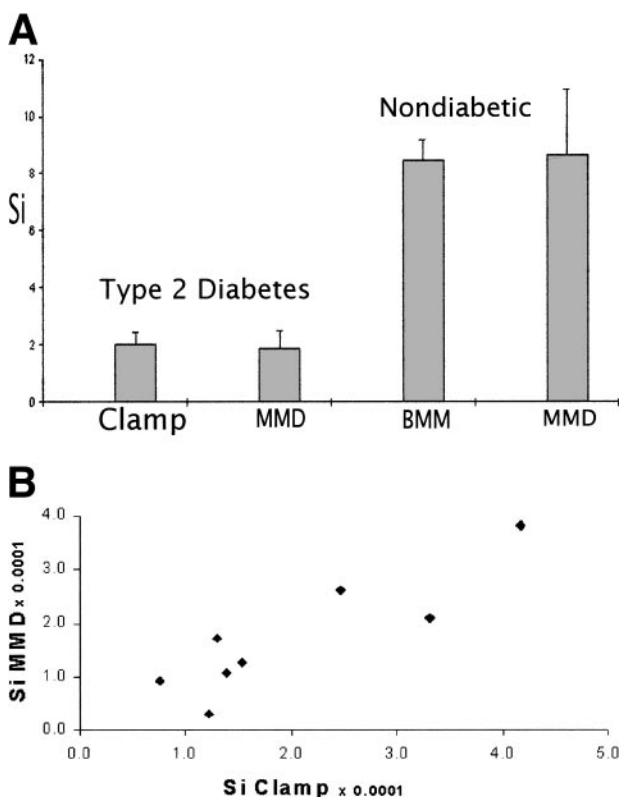 A
12
10
8
6
4
2
0
Si
Nondiabetic
Type 2 Diabetes
Clamp MMD BMM MMD
B
4.0
3.0
2.0
1.0
0.0
Si MMD x 0.0001
0.0 1.0 2.0 3.0 4.0 5.0
Si Clamp x 0.0001